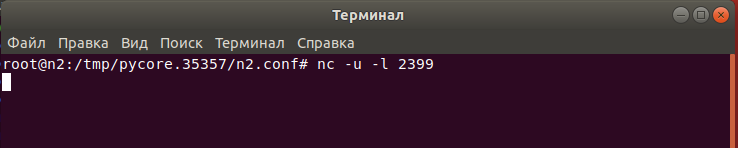 Терминал
Файл Правка Вид Поиск Терминал Справка
root@n2:/tmp/pycore.35357/n2.conf# nc -u -l 2399